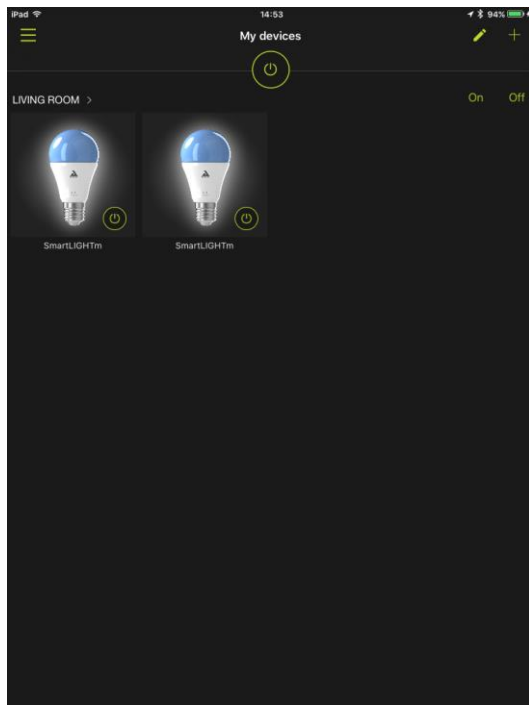 iPad 14:53 94%
My devices
LIVING ROOM > On Off
SmartLIGHTm SmartLIGHTm